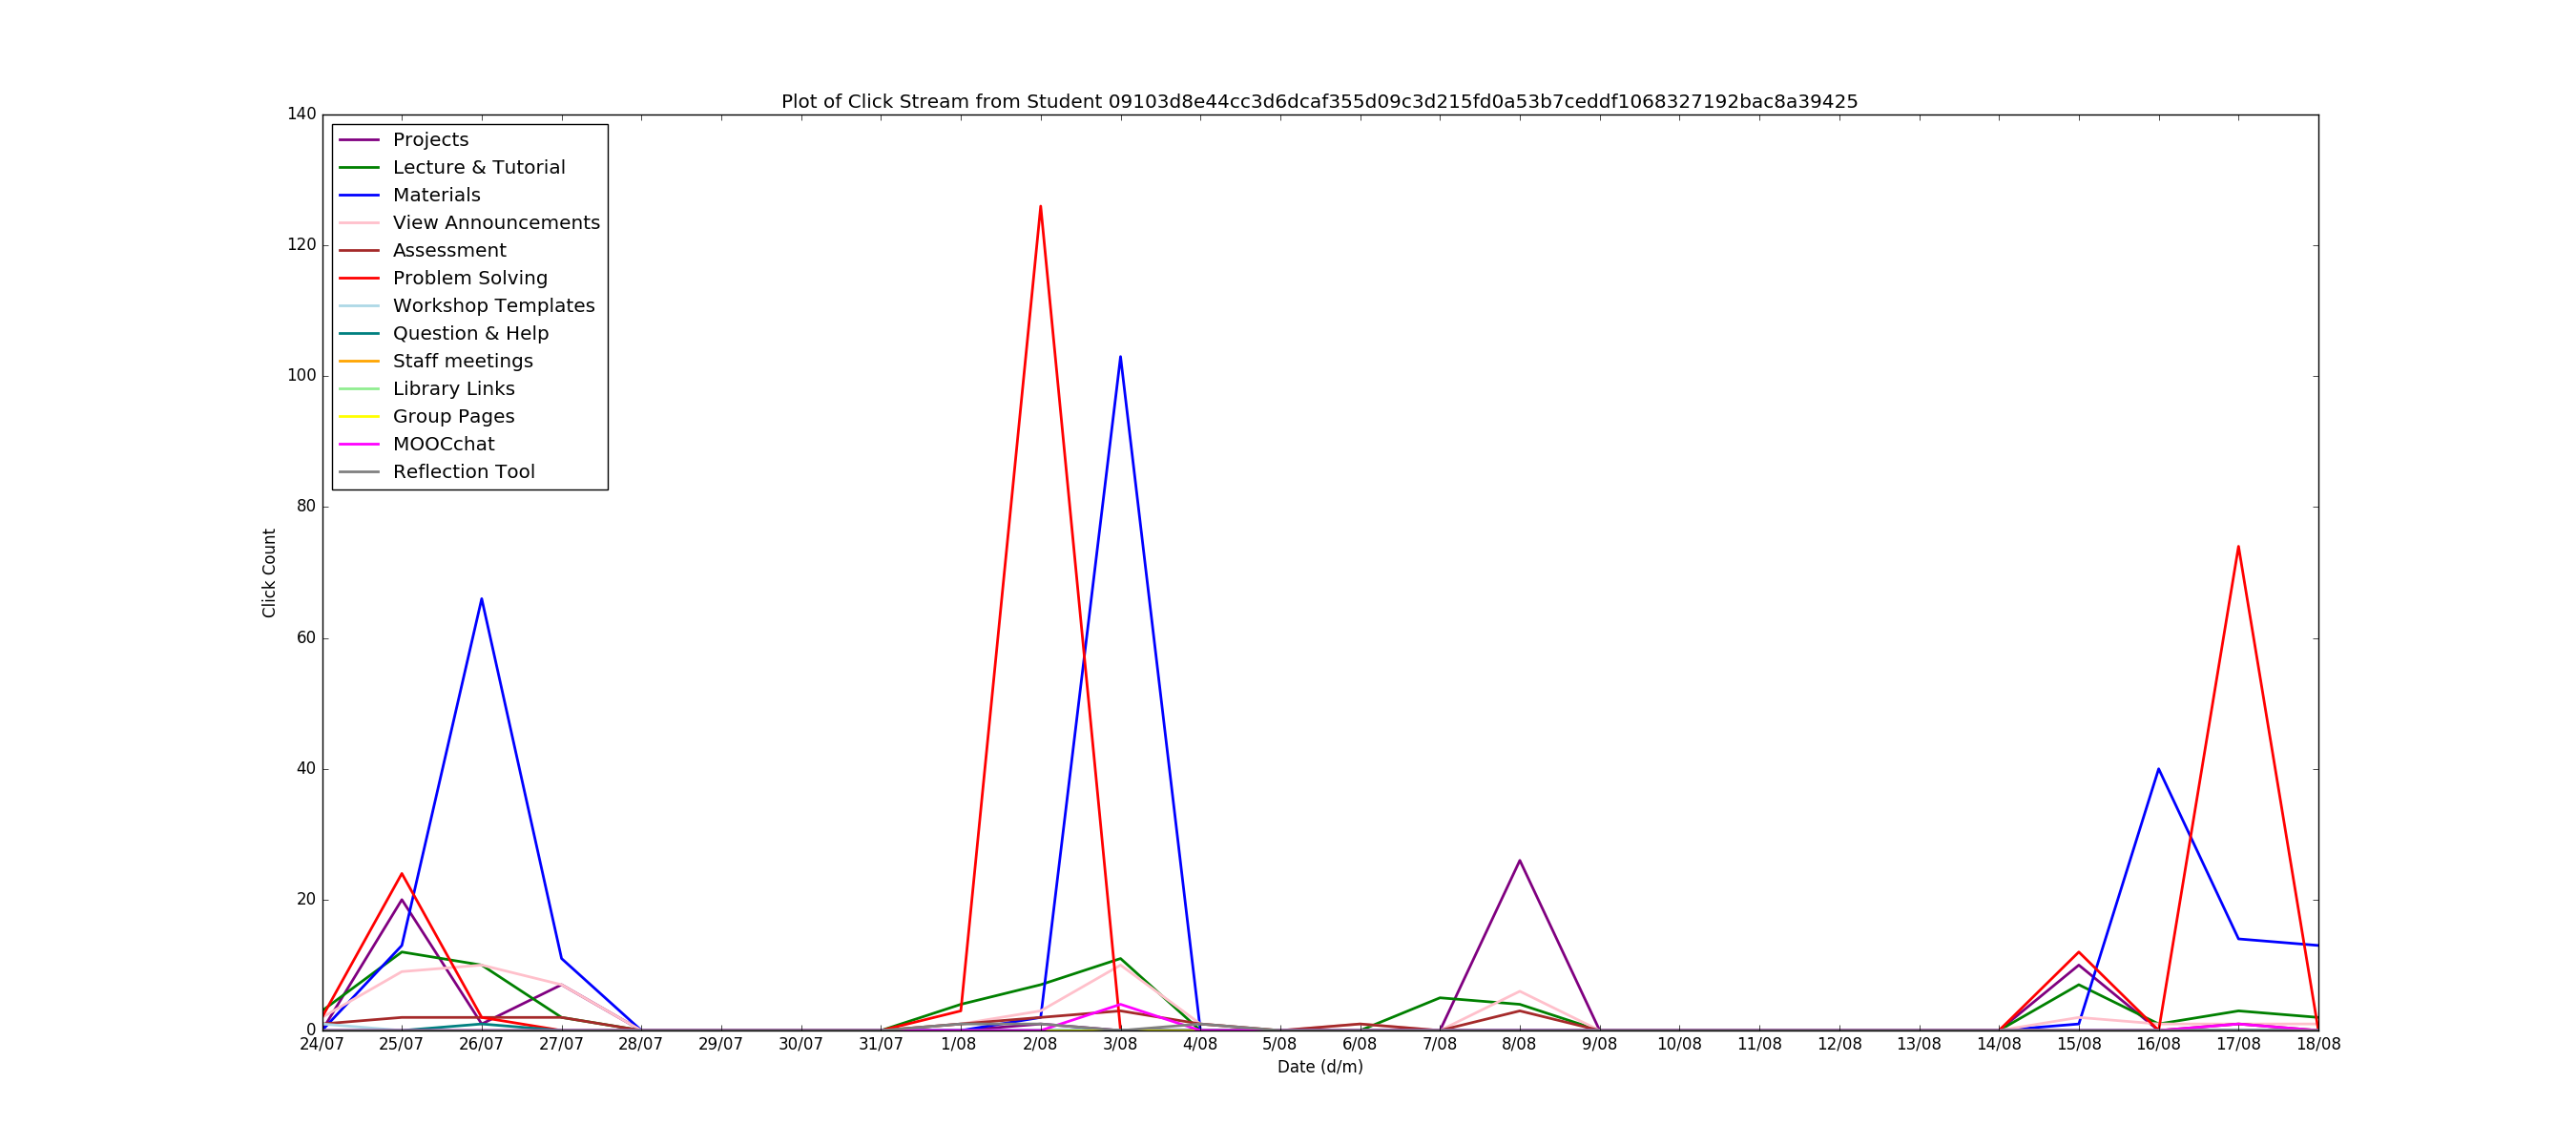 Plot of Click Stream from Student 09103d8e44cc3d6dcaf355d09c3d215fd0a53b7ceddf1068327192bac8a39425
140
120
100
80
60
40
20
0
Click Count
Projects
Lecture & Tutorial
Materials
View Announcements
Assessment
Problem Solving
Workshop Templates
Question & Help
Staff meetings
Library Links
Group Pages
MOOCchat
Reflection Tool
24/07 25/07 26/07 27/07 28/07 29/07 30/07 31/07 1/08 2/08 3/08 4/08 5/08 6/08 7/08 8/08 9/08 10/08 11/08 12/08 13/08 14/08 15/08 16/08 17/08 18/08
Date (d/m)